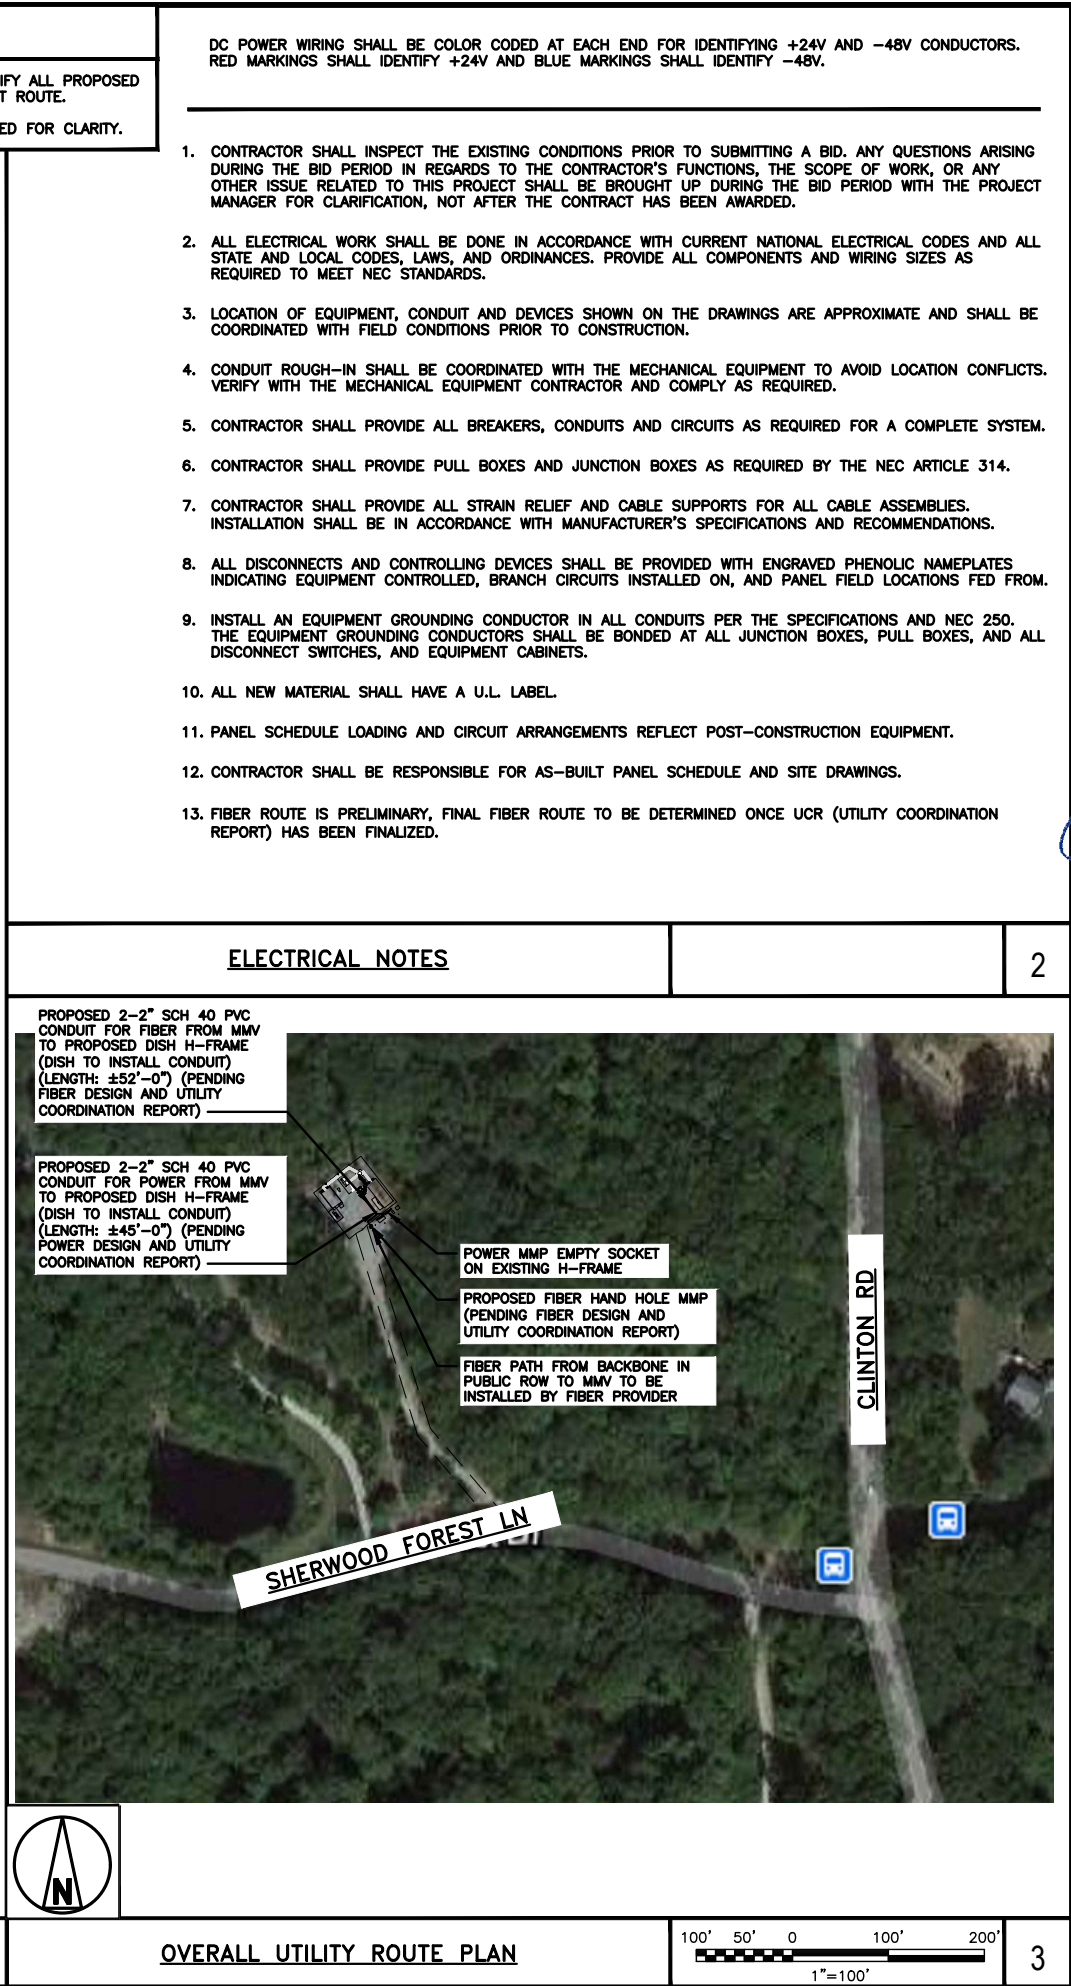 IFY ALL PROPOSED
T ROUTE.
ED FOR CLARITY.
DC POWER WIRING SHALL BE COLOR CODED AT EACH END FOR IDENTIFYING +24V AND -48V CONDUCTORS.
RED MARKINGS SHALL IDENTIFY +24V AND BLUE MARKINGS SHALL IDENTIFY -48V.
1. CONTRACTOR SHALL INSPECT THE EXISTING CONDITIONS PRIOR TO SUBMITTING A BID. ANY QUESTIONS ARISING
DURING THE BID PERIOD IN REGARDS TO THE CONTRACTOR'S FUNCTIONS, THE SCOPE OF WORK, OR ANY
OTHER ISSUE RELATED TO THIS PROJECT SHALL BE BROUGHT UP DURING THE BID PERIOD WITH THE PROJECT
MANAGER FOR CLARIFICATION, NOT AFTER THE CONTRACT HAS BEEN AWARDED.
2. ALL ELECTRICAL WORK SHALL BE DONE IN ACCORDANCE WITH CURRENT NATIONAL ELECTRICAL CODES AND ALL
STATE AND LOCAL CODES, LAWS, AND ORDINANCES. PROVIDE ALL COMPONENTS AND WIRING SIZES AS
REQUIRED TO MEET NEC STANDARDS.
3. LOCATION OF EQUIPMENT, CONDUIT AND DEVICES SHOWN ON THE DRAWINGS ARE APPROXIMATE AND SHALL BE
COORDINATED WITH FIELD CONDITIONS PRIOR TO CONSTRUCTION.
4. CONDUIT ROUGH-IN SHALL BE COORDINATED WITH THE MECHANICAL EQUIPMENT TO AVOID LOCATION CONFLICTS.
VERIFY WITH THE MECHANICAL EQUIPMENT CONTRACTOR AND COMPLY AS REQUIRED.
5. CONTRACTOR SHALL PROVIDE ALL BREAKERS, CONDUITS AND CIRCUITS AS REQUIRED FOR A COMPLETE SYSTEM.
6. CONTRACTOR SHALL PROVIDE PULL BOXES AND JUNCTION BOXES AS REQUIRED BY THE NEC ARTICLE 314.
7. CONTRACTOR SHALL PROVIDE ALL STRAIN RELIEF AND CABLE SUPPORTS FOR ALL CABLE ASSEMBLIES.
INSTALLATION SHALL BE IN ACCORDANCE WITH MANUFACTURER'S SPECIFICATIONS AND RECOMMENDATIONS.
8. ALL DISCONNECTS AND CONTROLLING DEVICES SHALL BE PROVIDED WITH ENGRAVED PHENOLIC NAMEPLATES
INDICATING EQUIPMENT CONTROLLED, BRANCH CIRCUITS INSTALLED ON, AND PANEL FIELD LOCATIONS FED FROM.
9. INSTALL AN EQUIPMENT GROUNDING CONDUCTOR IN ALL CONDUITS PER THE SPECIFICATIONS AND NEC 250.
THE EQUIPMENT GROUNDING CONDUCTORS SHALL BE BONDED AT ALL JUNCTION BOXES, PULL BOXES, AND ALL
DISCONNECT SWITCHES, AND EQUIPMENT CABINETS.
10. ALL NEW MATERIAL SHALL HAVE A U.L. LABEL.
11. PANEL SCHEDULE LOADING AND CIRCUIT ARRANGEMENTS REFLECT POST-CONSTRUCTION EQUIPMENT.
12. CONTRACTOR SHALL BE RESPONSIBLE FOR AS-BUILT PANEL SCHEDULE AND SITE DRAWINGS.
13. FIBER ROUTE IS PRELIMINARY, FINAL FIBER ROUTE TO BE DETERMINED ONCE UCR (UTILITY COORDINATION
REPORT) HAS BEEN FINALIZED.
ELECTRICAL NOTES
2
PROPOSED 2-2" SCH 40 PVC
CONDUIT FOR FIBER FROM MMV
TO PROPOSED DISH H-FRAME
(DISH TO INSTALL CONDUIT)
(LENGTH: ±52'-0") (PENDING
FIBER DESIGN AND UTILITY
COORDINATION REPORT)
PROPOSED 2-2" SCH 40 PVC
CONDUIT FOR POWER FROM MMV
TO PROPOSED DISH H-FRAME
(DISH TO INSTALL CONDUIT)
(LENGTH: ±45'-0") (PENDING
POWER DESIGN AND UTILITY
COORDINATION REPORT)
POWER MMP EMPTY SOCKET
ON EXISTING H-FRAME
PROPOSED FIBER HAND HOLE MMP
(PENDING FIBER DESIGN AND
UTILITY COORDINATION REPORT)
FIBER PATH FROM BACKBONE IN
PUBLIC ROW TO MMV TO BE
INSTALLED BY FIBER PROVIDER
CLINTON RD
SHERWOOD FOREST LN
N
OVERALL UTILITY ROUTE PLAN
100' 50' 0 100' 200'
1"=100'
3